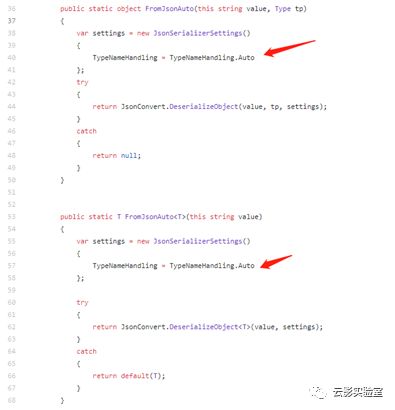 36 public static object FromJsonAuto(this string value, Type tp)
37 {
38 var settings = new JsonSerializerSettings()
39 {
40 TypeNameHandling = TypeNameHandling.Auto
41 };
42 try
43 {
44 return JsonConvert.DeserializeObject(value, tp, settings);
45 }
46 catch
47 {
48 return null;
49 }
50 }
51
52
53 public static T FromJsonAuto<T>(this string value)
54 {
55 var settings = new JsonSerializerSettings()
56 {
57 TypeNameHandling = TypeNameHandling.Auto
58 };
59
60 try
61 {
62 return JsonConvert.DeserializeObject<T>(value, settings);
63 }
64 catch
65 {
66 return default(T);
67 }
68 }
云影实验室